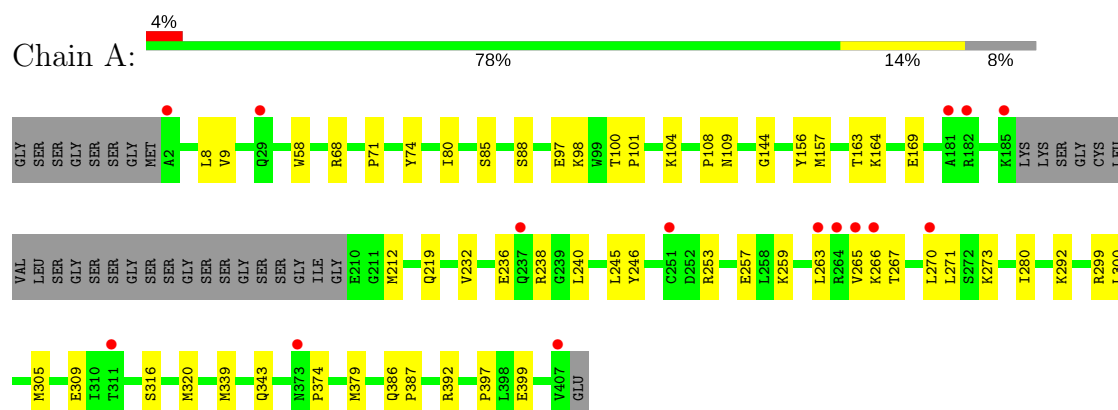 4%
Chain A:
78% 14% 8%
GLY SER SER GLY SER SER GLY MET A2 L8 V9 Q29 W58 R68 P71 Y74 I80 S85 S88 E97 K98 W99 T100 P101 K104 P108 N109 G144 Y156 M157 T163 K164 E169 A181 R182 K185 LYS LYS SER GLY CYS LEU
VAL LEU SER GLY SER SER GLY SER SER GLY SER SER GLY SER SER GLY ILE GLY E210 G211 M212 Q219 V232 E236 Q237 R238 G239 L240 L245 Y246 C251 D252 R253 E257 L258 K259 L263 R264 V265 K266 T267 L270 L271 S272 K273 I280 K292 R299 L300
M305 E309 I310 T311 S316 M320 M339 Q343 N373 P374 M379 Q386 P387 R392 P397 L398 E399 V407 GLU